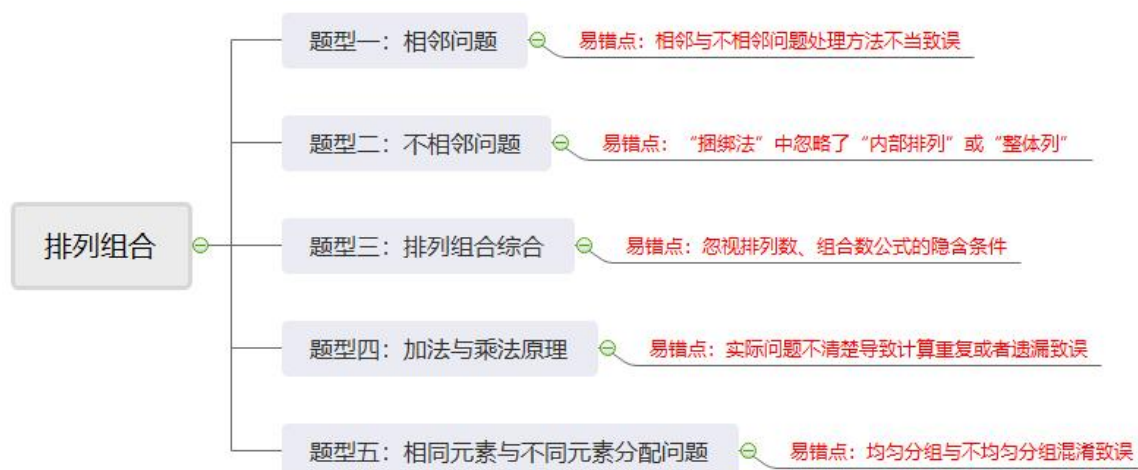 题型一：相邻问题
易错点：相邻与不相邻问题处理方法不当致误
题型二：不相邻问题
易错点：“捆绑法”中忽略了“内部排列”或“整体列”
排列组合
题型三：排列组合综合
易错点：忽视排列数、组合数公式的隐含条件
题型四：加法与乘法原理
易错点：实际问题不清楚导致计算重复或者遗漏致误
题型五：相同元素与不同元素分配问题
易错点：均匀分组与不均匀分组混淆致误